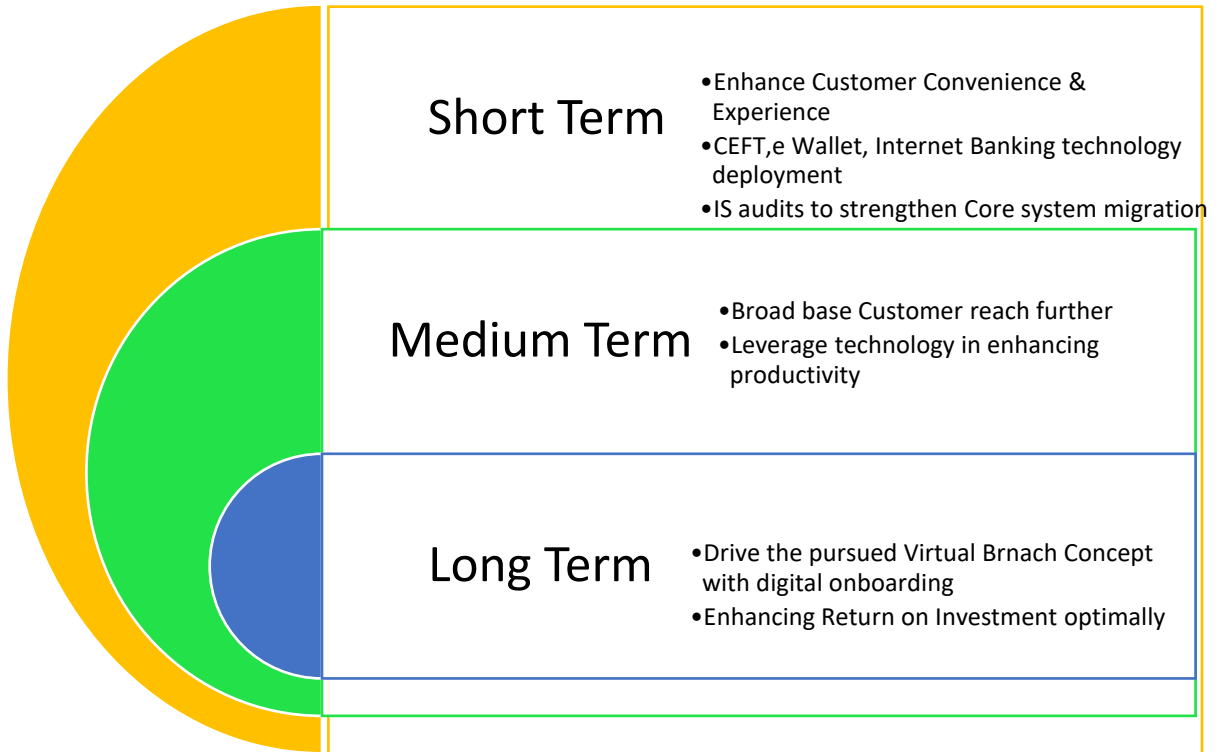 Short Term
•Enhance Customer Convenience &
Experience
•CEFT,e Wallet, Internet Banking technology
deployment
•IS audits to strengthen Core system migration
Medium Term
•Broad base Customer reach further
•Leverage technology in enhancing
productivity
Long Term
•Drive the pursued Virtual Brnach Concept
with digital onboarding
•Enhancing Return on Investment optimally